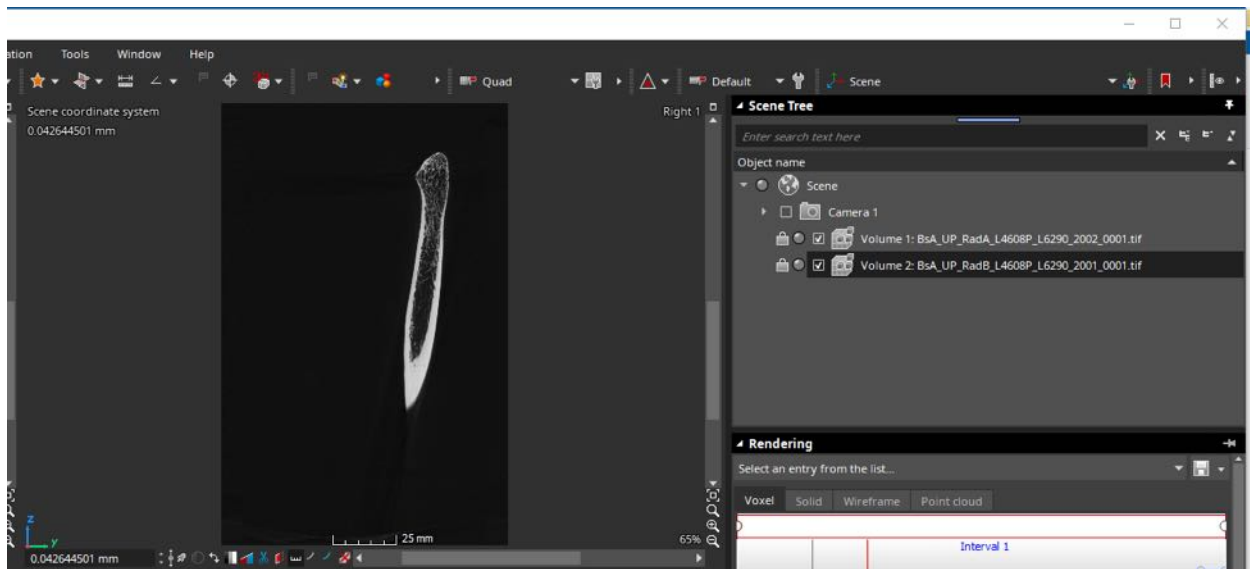 ation Tools Window Help
Quad Default Scene
Scene coordinate system
0.042644501 mm
Right 1
Scene Tree
Enter search text here
Object name
Scene
Camera 1
Volume 1: BsA_UP_RadA_L4608P_L6290_2002_0001.tif
Volume 2: BsA_UP_RadB_L4608P_L6290_2001_0001.tif
Rendering
Select an entry from the list...
Voxel Solid Wireframe Point cloud
Interval 1
z
y
25 mm
65%
0.042644501 mm